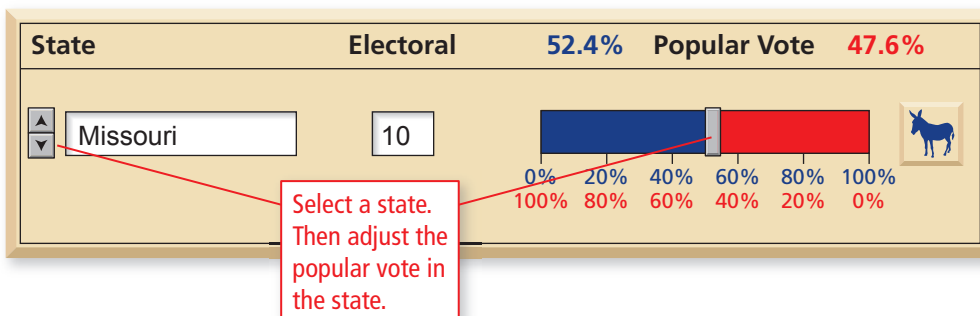 State Electoral 52.4% Popular Vote 47.6%
Missouri 10
0% 20% 40% 60% 80% 100%
100% 80% 60% 40% 20% 0%
Select a state.
Then adjust the
popular vote in
the state.